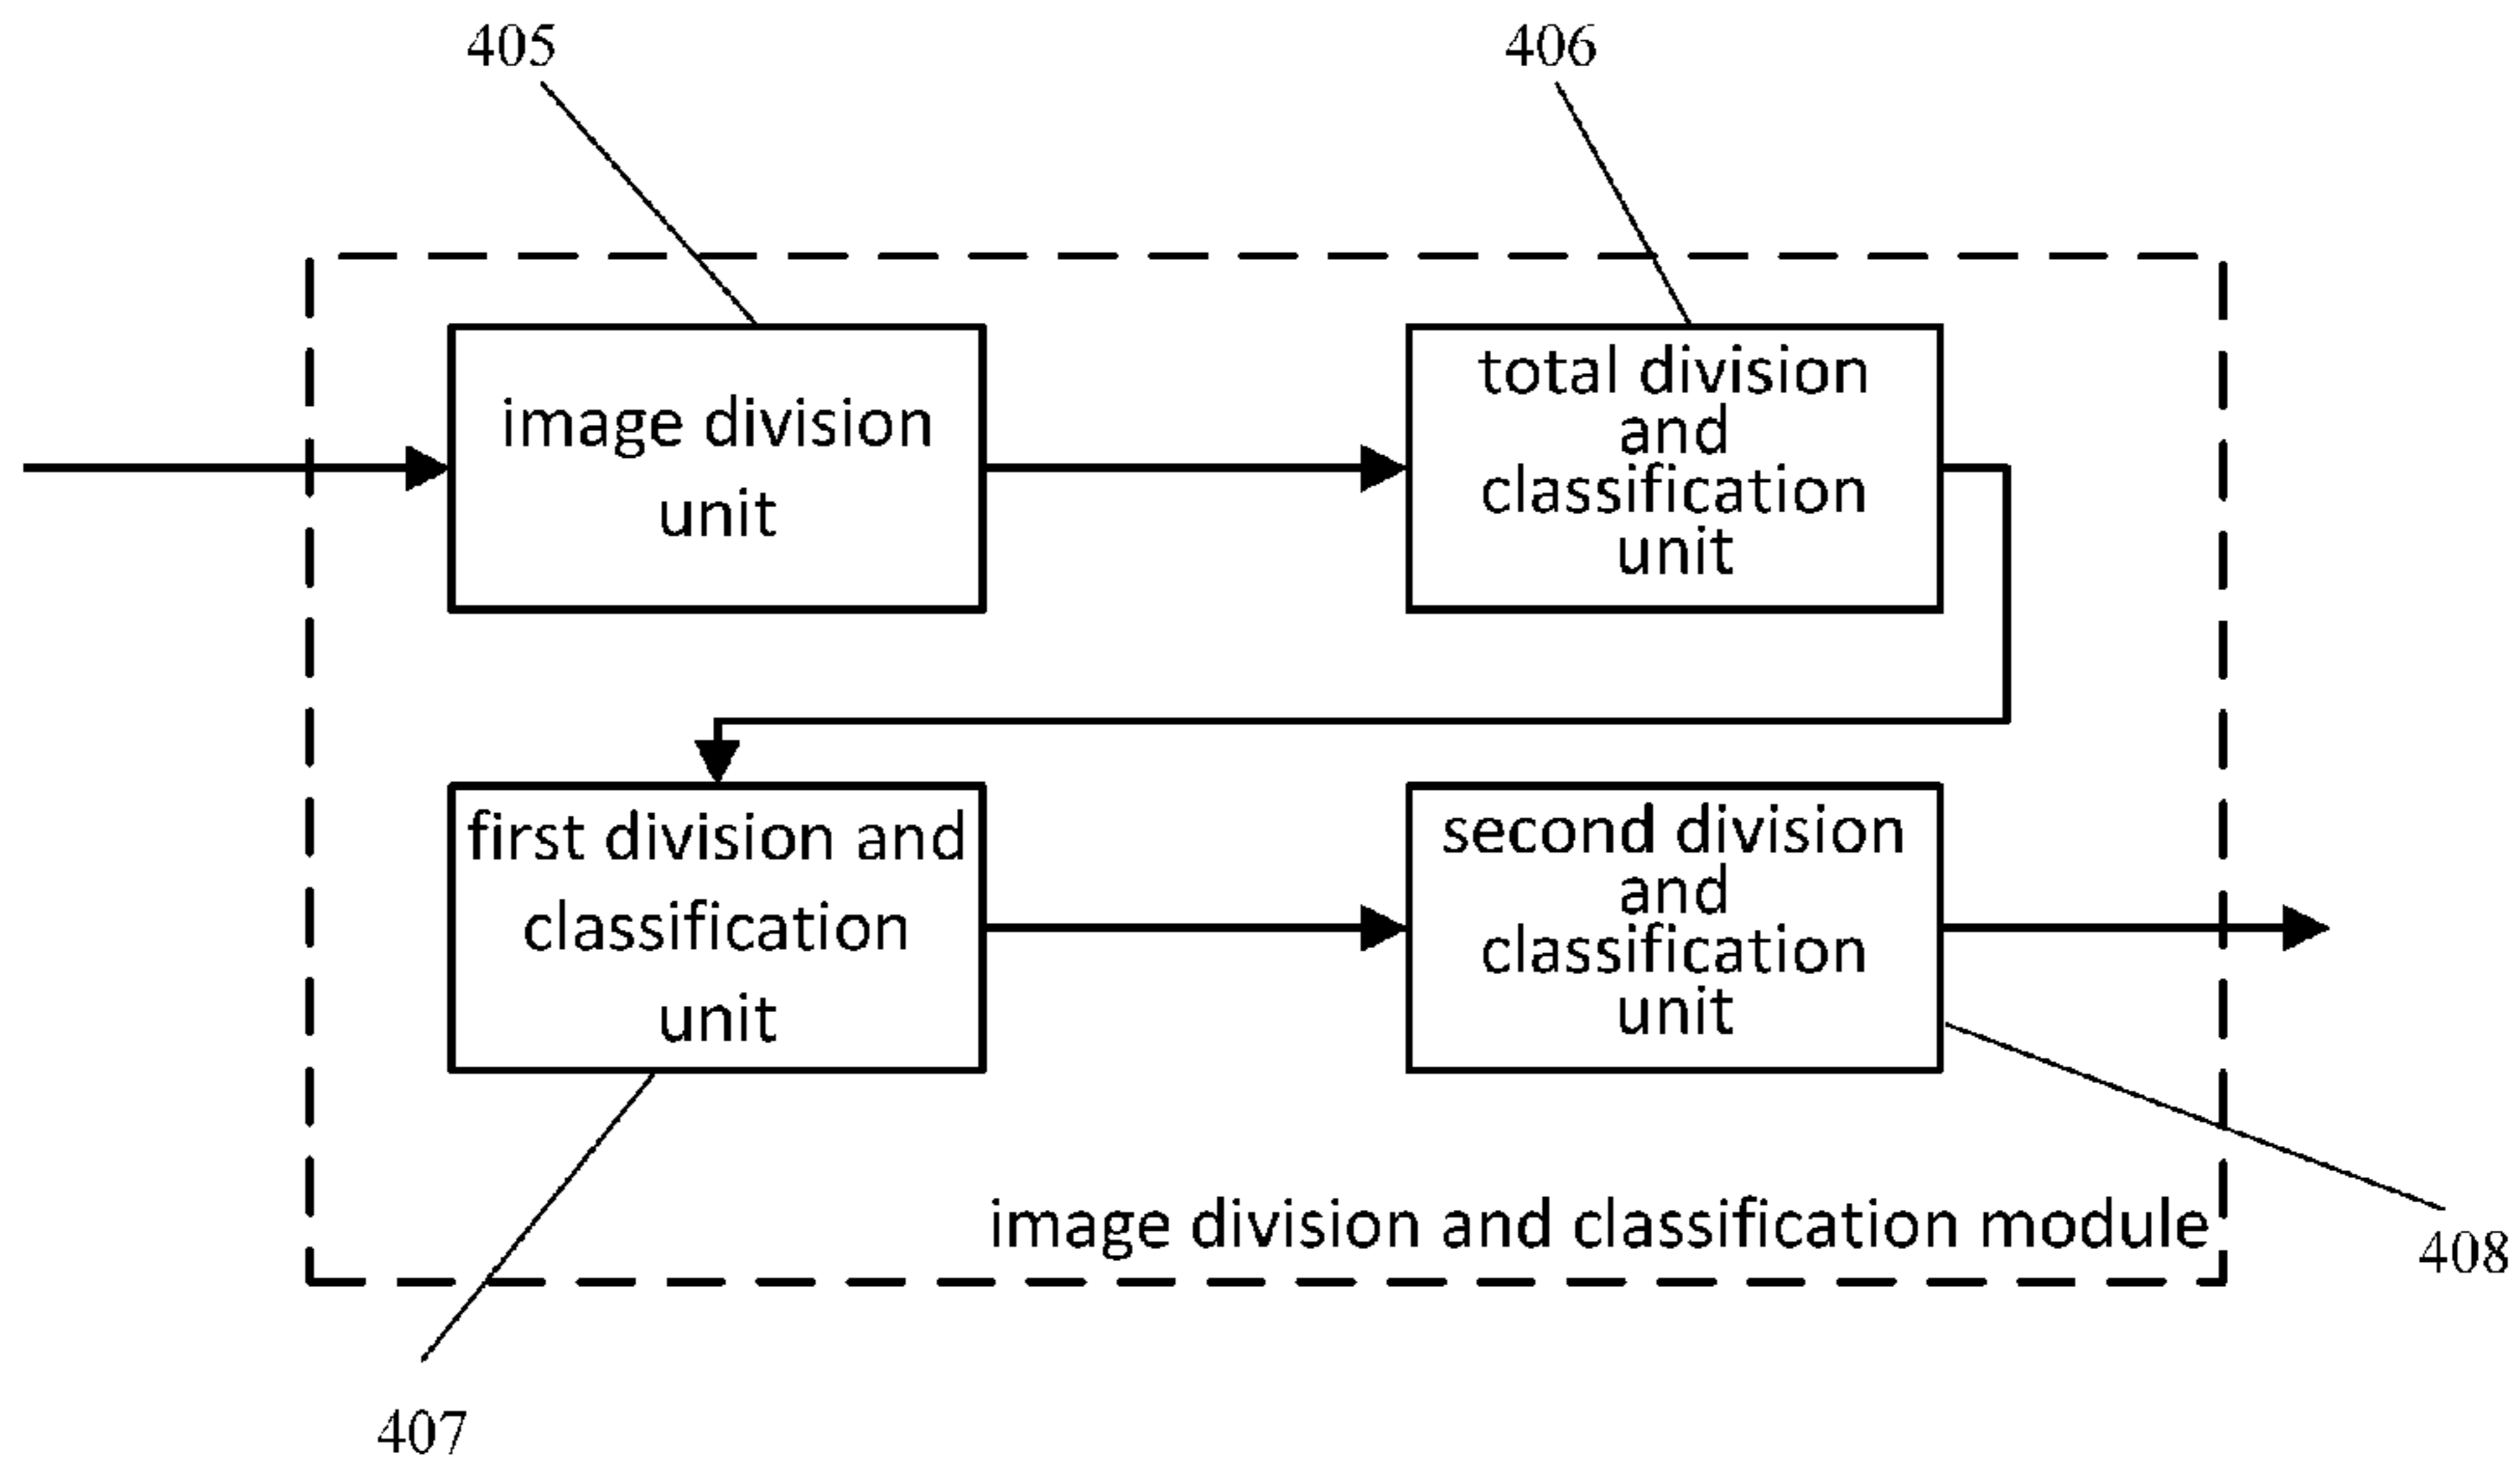 405
406
image division
unit
total division
and
classification
unit
first division and
classification
unit
second division
and
classification
unit
image division and classification module
408
407